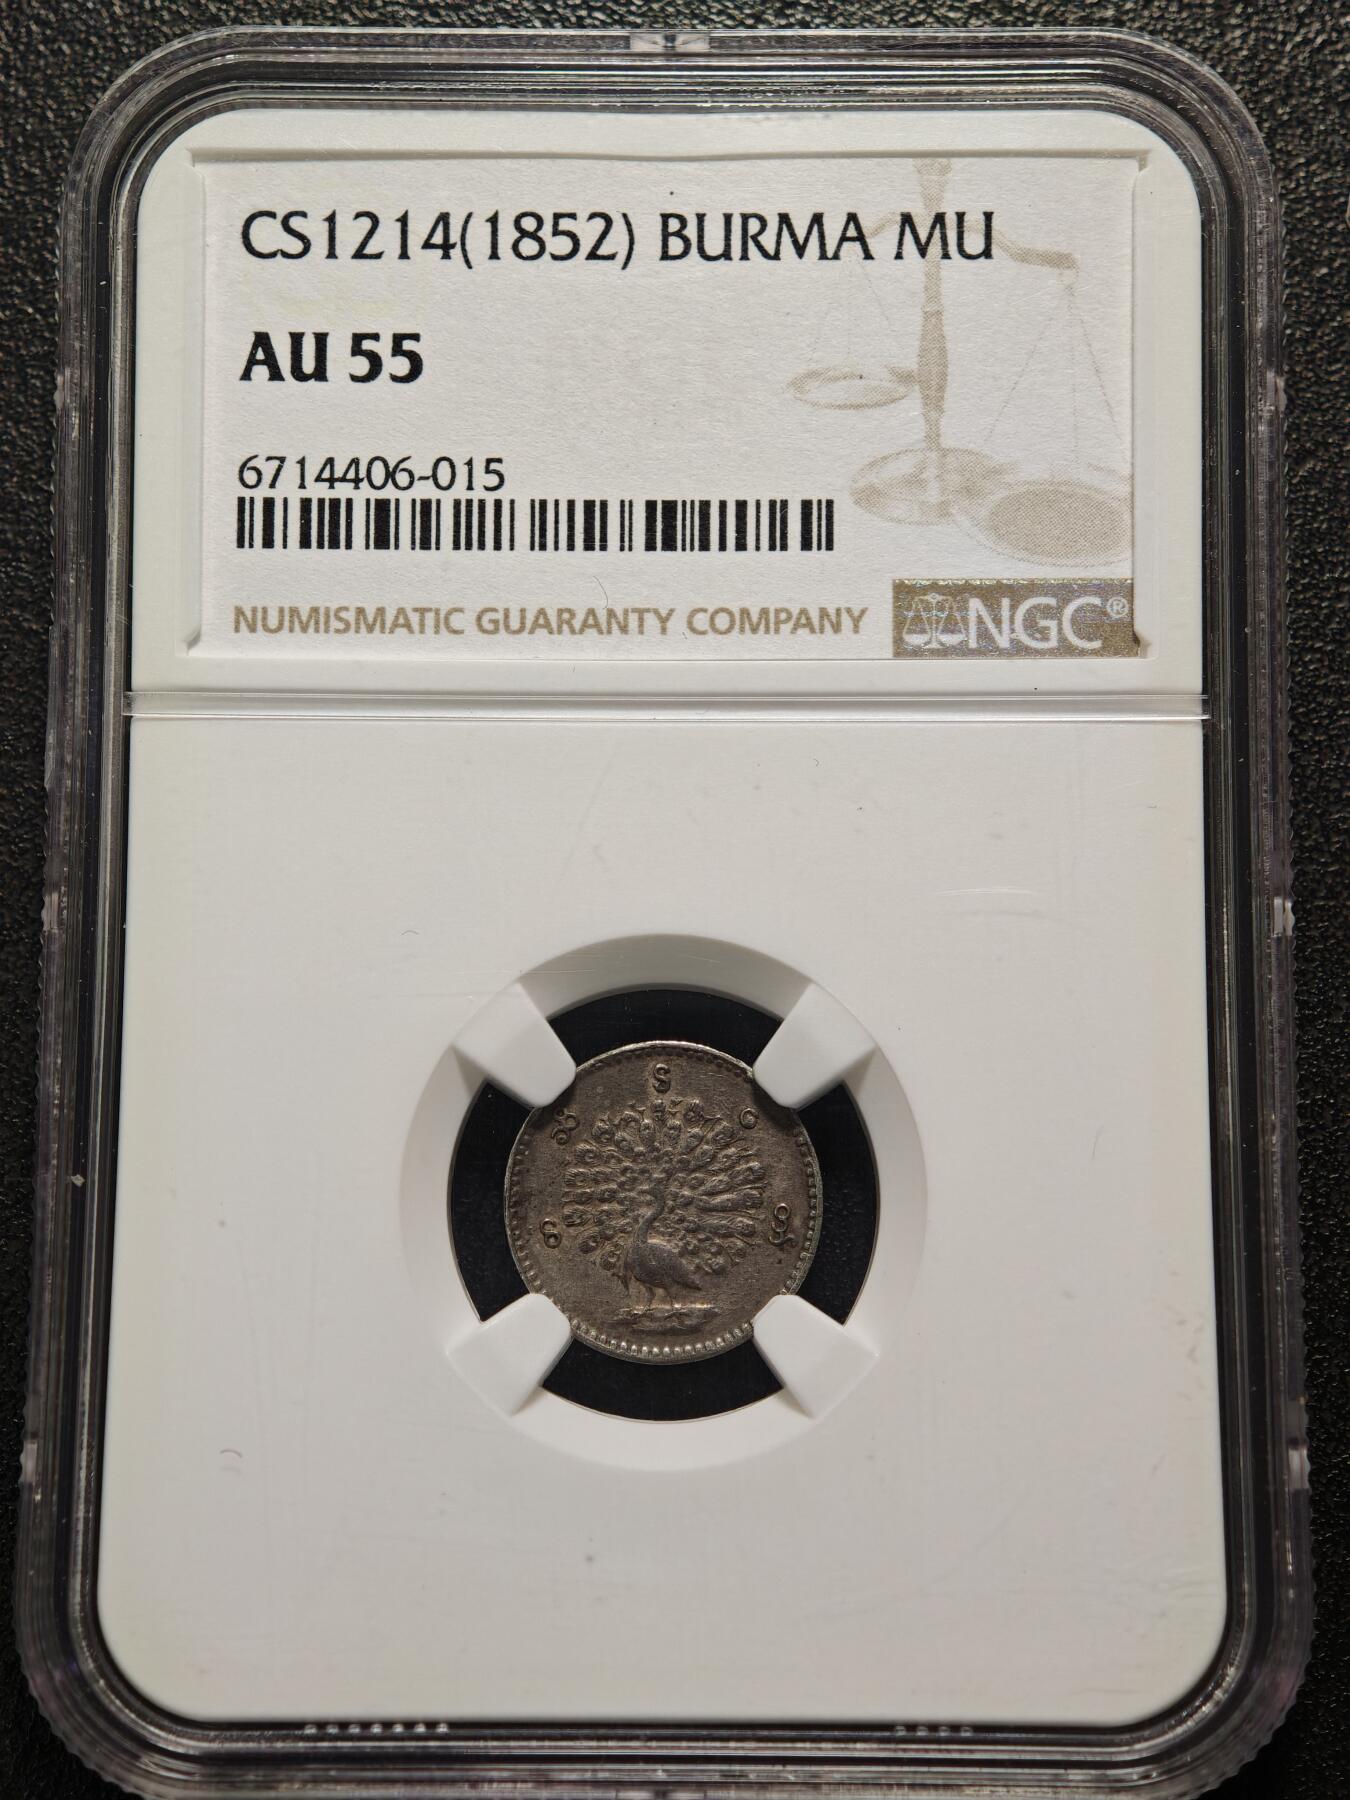 CS1214(1852) BURMA MU
AU 55
6714406-015
NUMISMATIC GUARANTY COMPANY
NGC®